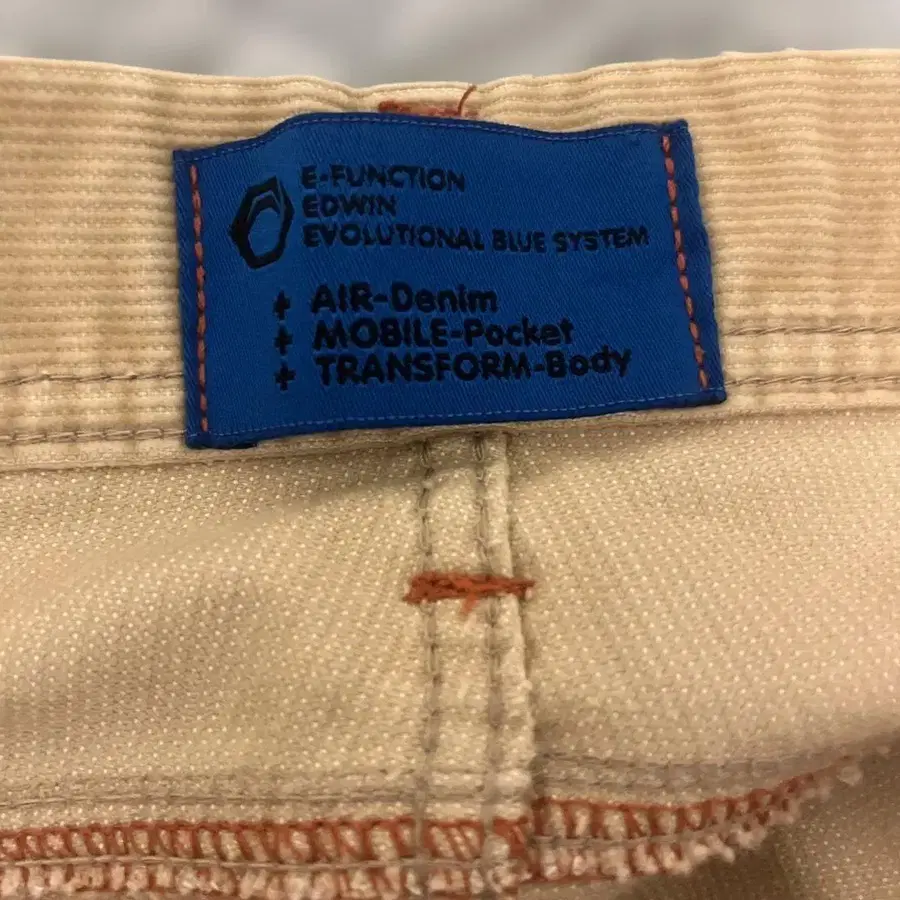 E-FUNCTION
EDWIN
EVOLUTIONAL BLUE SYSTEM
+ AIR-Denim
+ MOBILE-Pocket
+ TRANSFORM-Body